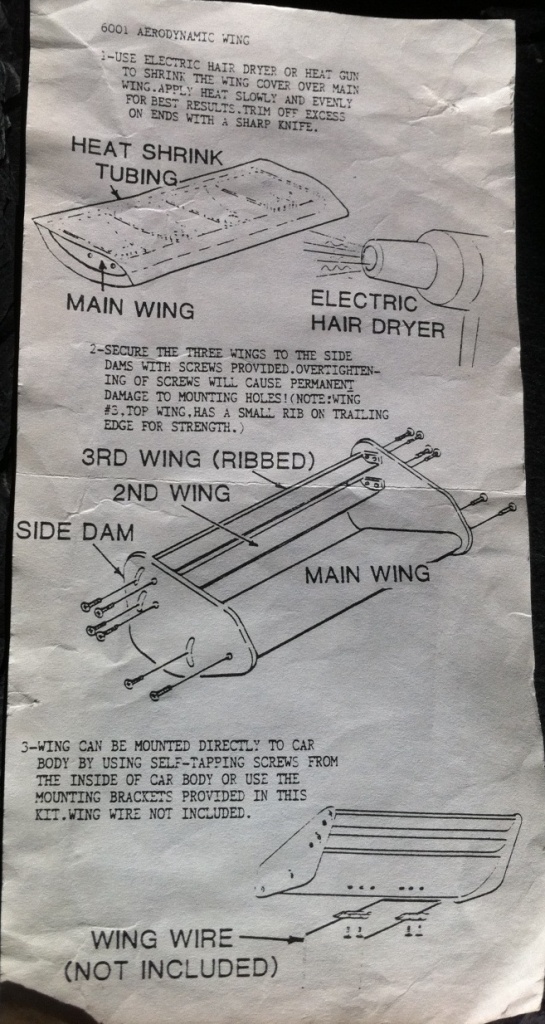 6001 AERODYNAMIC WING
1-USE ELECTRIC HAIR DRYER OR HEAT GUN
TO SHRINK THE WING COVER OVER MAIN
WING.APPLY HEAT SLOWLY AND EVENLY
FOR BEST RESULTS.TRIM OFF EXCESS
ON ENDS WITH A SHARP KNIFE.
HEAT SHRINK
TUBING
MAIN WING
ELECTRIC
HAIR DRYER
2-SECURE THE THREE WINGS TO THE SIDE
DAMS WITH SCREWS PROVIDED.OVERTIGHTEN-
ING OF SCREWS WILL CAUSE PERMANENT
DAMAGE TO MOUNTING HOLES!(NOTE:WING
#3,TOP WING,HAS A SMALL RIB ON TRAILING
EDGE FOR STRENGTH.)
3RD WING (RIBBED)
2ND WING
SIDE DAM
MAIN WING
3-WING CAN BE MOUNTED DIRECTLY TO CAR
BODY BY USING SELF-TAPPING SCREWS FROM
THE INSIDE OF CAR BODY OR USE THE
MOUNTING BRACKETS PROVIDED IN THIS
KIT.WING WIRE NOT INCLUDED.
WING WIRE
(NOT INCLUDED)